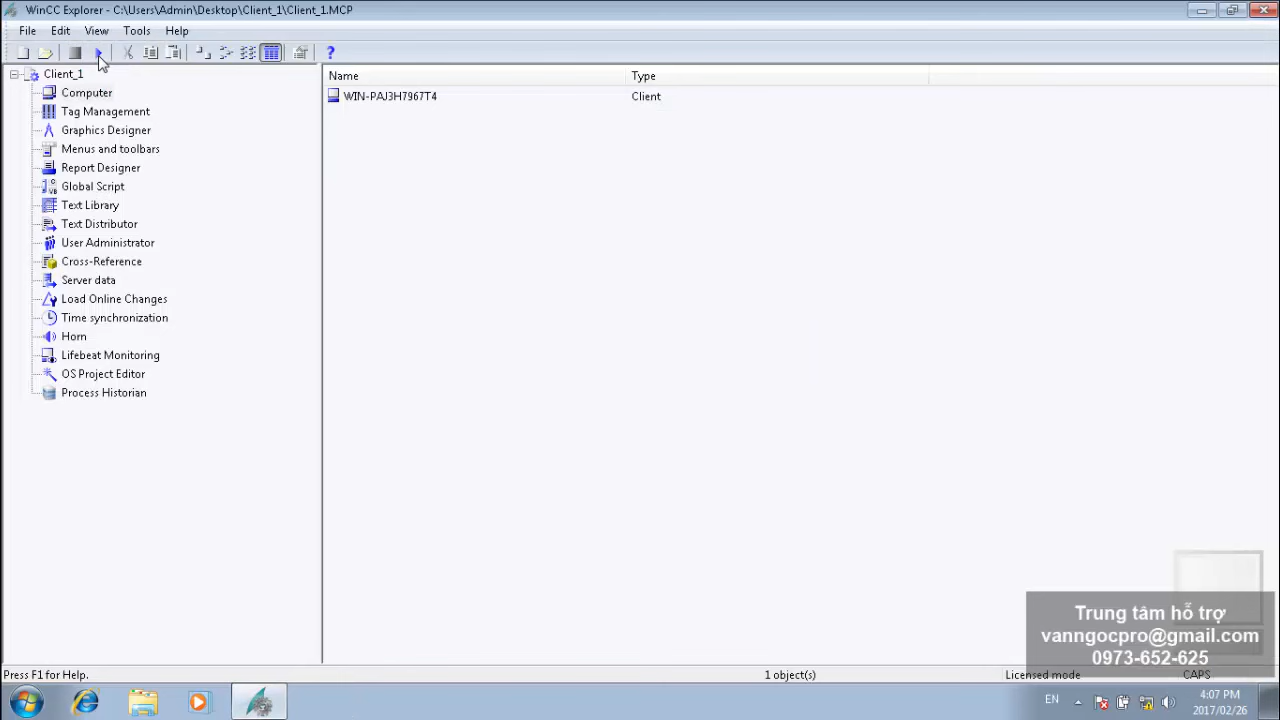 WinCC Explorer - C:\Users\Admin\Desktop\Client_1\Client_1.MCP
File Edit View Tools Help
Client_1
Computer
Tag Management
Graphics Designer
Menus and toolbars
Report Designer
Global Script
Text Library
Text Distributor
User Administrator
Cross-Reference
Server data
Load Online Changes
Time synchronization
Horn
Lifebeat Monitoring
OS Project Editor
Process Historian
Name Type
WIN-PAJ3H7967T4 Client
Trung tâm hỗ trợ
vanngocpro@gmail.com
0973-652-625
Press F1 for Help. 1 object(s) Licensed mode CAPS
EN 4:07 PM
2017/02/26